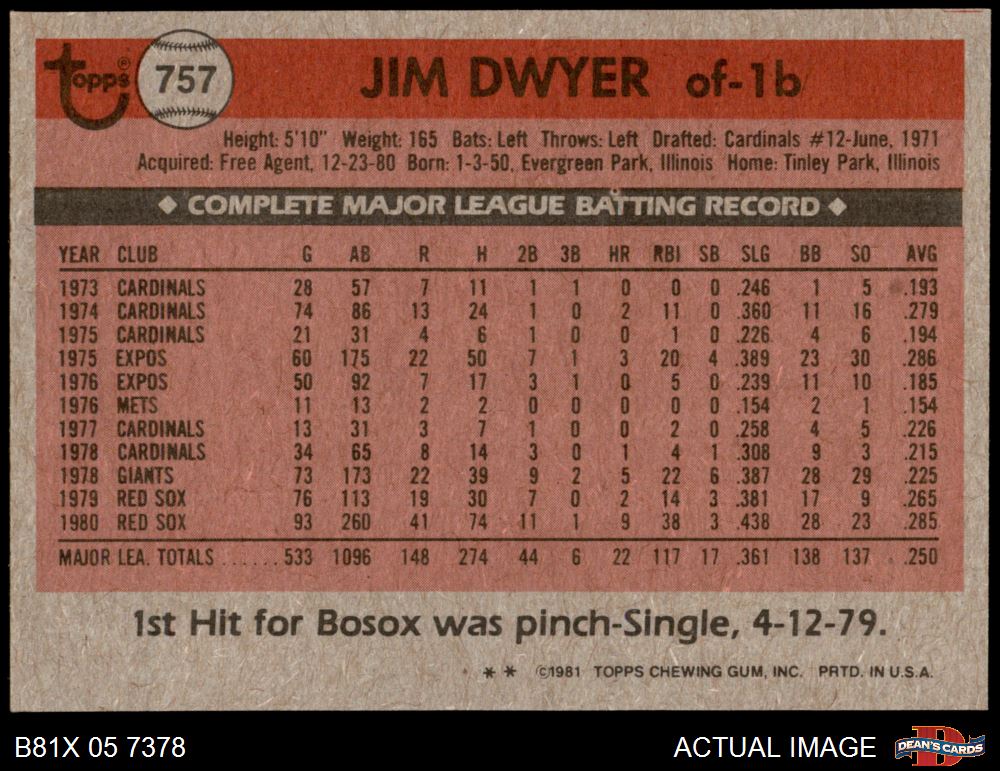 topps® 757 JIM DWYER of-1b
Height: 5'10" Weight: 165 Bats: Left Throws: Left Drafted: Cardinals #12-June, 1971
Acquired: Free Agent, 12-23-80 Born: 1-3-50, Evergreen Park, Illinois Home: Tinley Park, Illinois
◆ COMPLETE MAJOR LEAGUE BATTING RECORD ◆
YEAR CLUB G AB R H 2B 3B HR RBI SB SLG BB SO AVG
1973 CARDINALS 28 57 7 11 1 1 0 0 0 .246 1 5 .193
1974 CARDINALS 74 86 13 24 1 0 2 11 0 .360 11 16 .279
1975 CARDINALS 21 31 4 6 1 0 0 1 0 .226 4 6 .194
1975 EXPOS 60 175 22 50 7 1 3 20 4 .389 23 30 .286
1976 EXPOS 50 92 7 17 3 1 0 5 0 .239 11 10 .185
1976 METS 11 13 2 2 0 0 0 0 0 .154 2 1 .154
1977 CARDINALS 13 31 3 7 1 0 0 2 0 .258 4 5 .226
1978 CARDINALS 34 65 8 14 3 0 1 4 1 .308 9 3 .215
1978 GIANTS 73 173 22 39 9 2 5 22 6 .387 28 29 .225
1979 RED SOX 76 113 19 30 7 0 2 14 3 .381 17 9 .265
1980 RED SOX 93 260 41 74 11 1 9 38 3 .438 28 23 .285
MAJOR LEA. TOTALS ...... 533 1096 148 274 44 6 22 117 17 .361 138 137 .250
1st Hit for Bosox was pinch-Single, 4-12-79.
* * ©1981 TOPPS CHEWING GUM, INC. PRTD. IN U.S.A.
B81X 05 7378 ACTUAL IMAGE DEAN'S CARDS